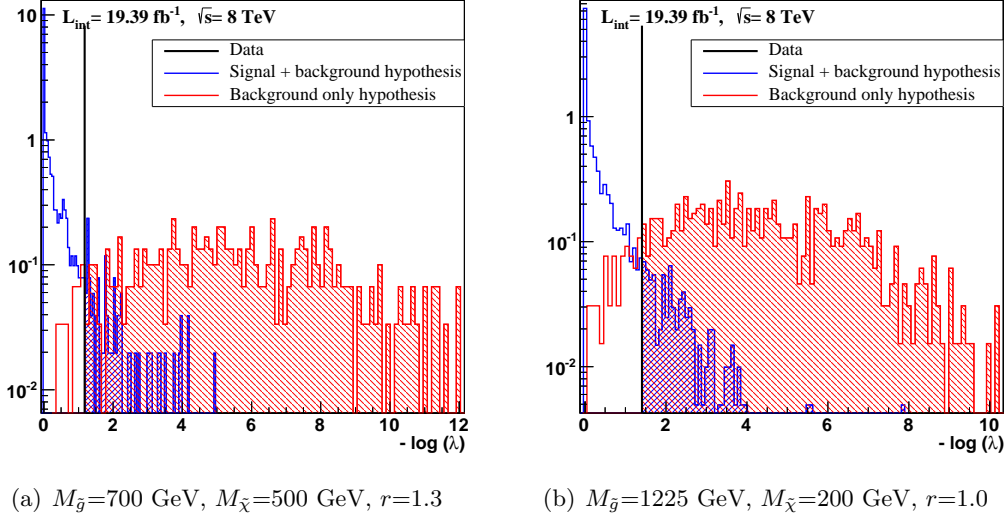 L_int= 19.39 fb⁻¹, √s= 8 TeV
Data
Signal + background hypothesis
Background only hypothesis
10
1
10⁻¹
10⁻²
0 2 4 6 8 10 12
- log (λ)
(a) M_g̃=700 GeV, M_χ̃=500 GeV, r=1.3
L_int= 19.39 fb⁻¹, √s= 8 TeV
Data
Signal + background hypothesis
Background only hypothesis
1
10⁻¹
10⁻²
0 2 4 6 8 10
- log (λ)
(b) M_g̃=1225 GeV, M_χ̃=200 GeV, r=1.0